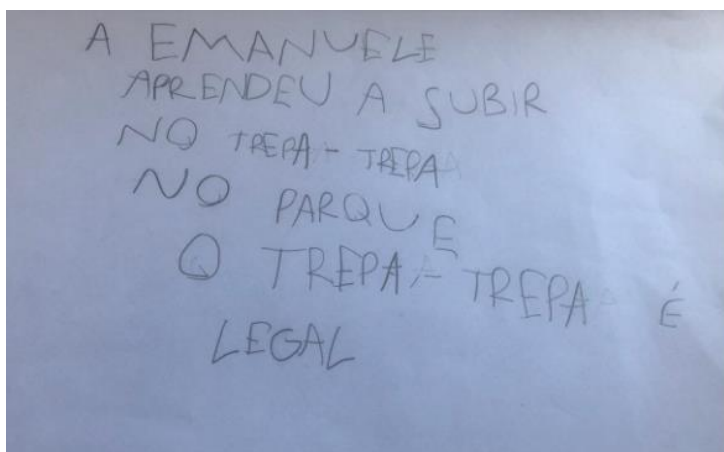 A EMANUELE
APRENDEU A SUBIR
NO TREPA-TREPA
NO PARQUE
O TREPA-TREPA É
LEGAL